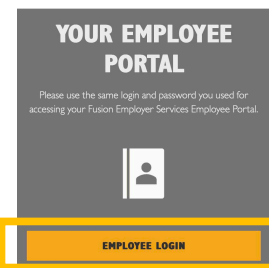 YOUR EMPLOYEE
PORTAL
Please use the same login and password you used for
accessing your Fusion Employer Services Employee Portal.
EMPLOYEE LOGIN